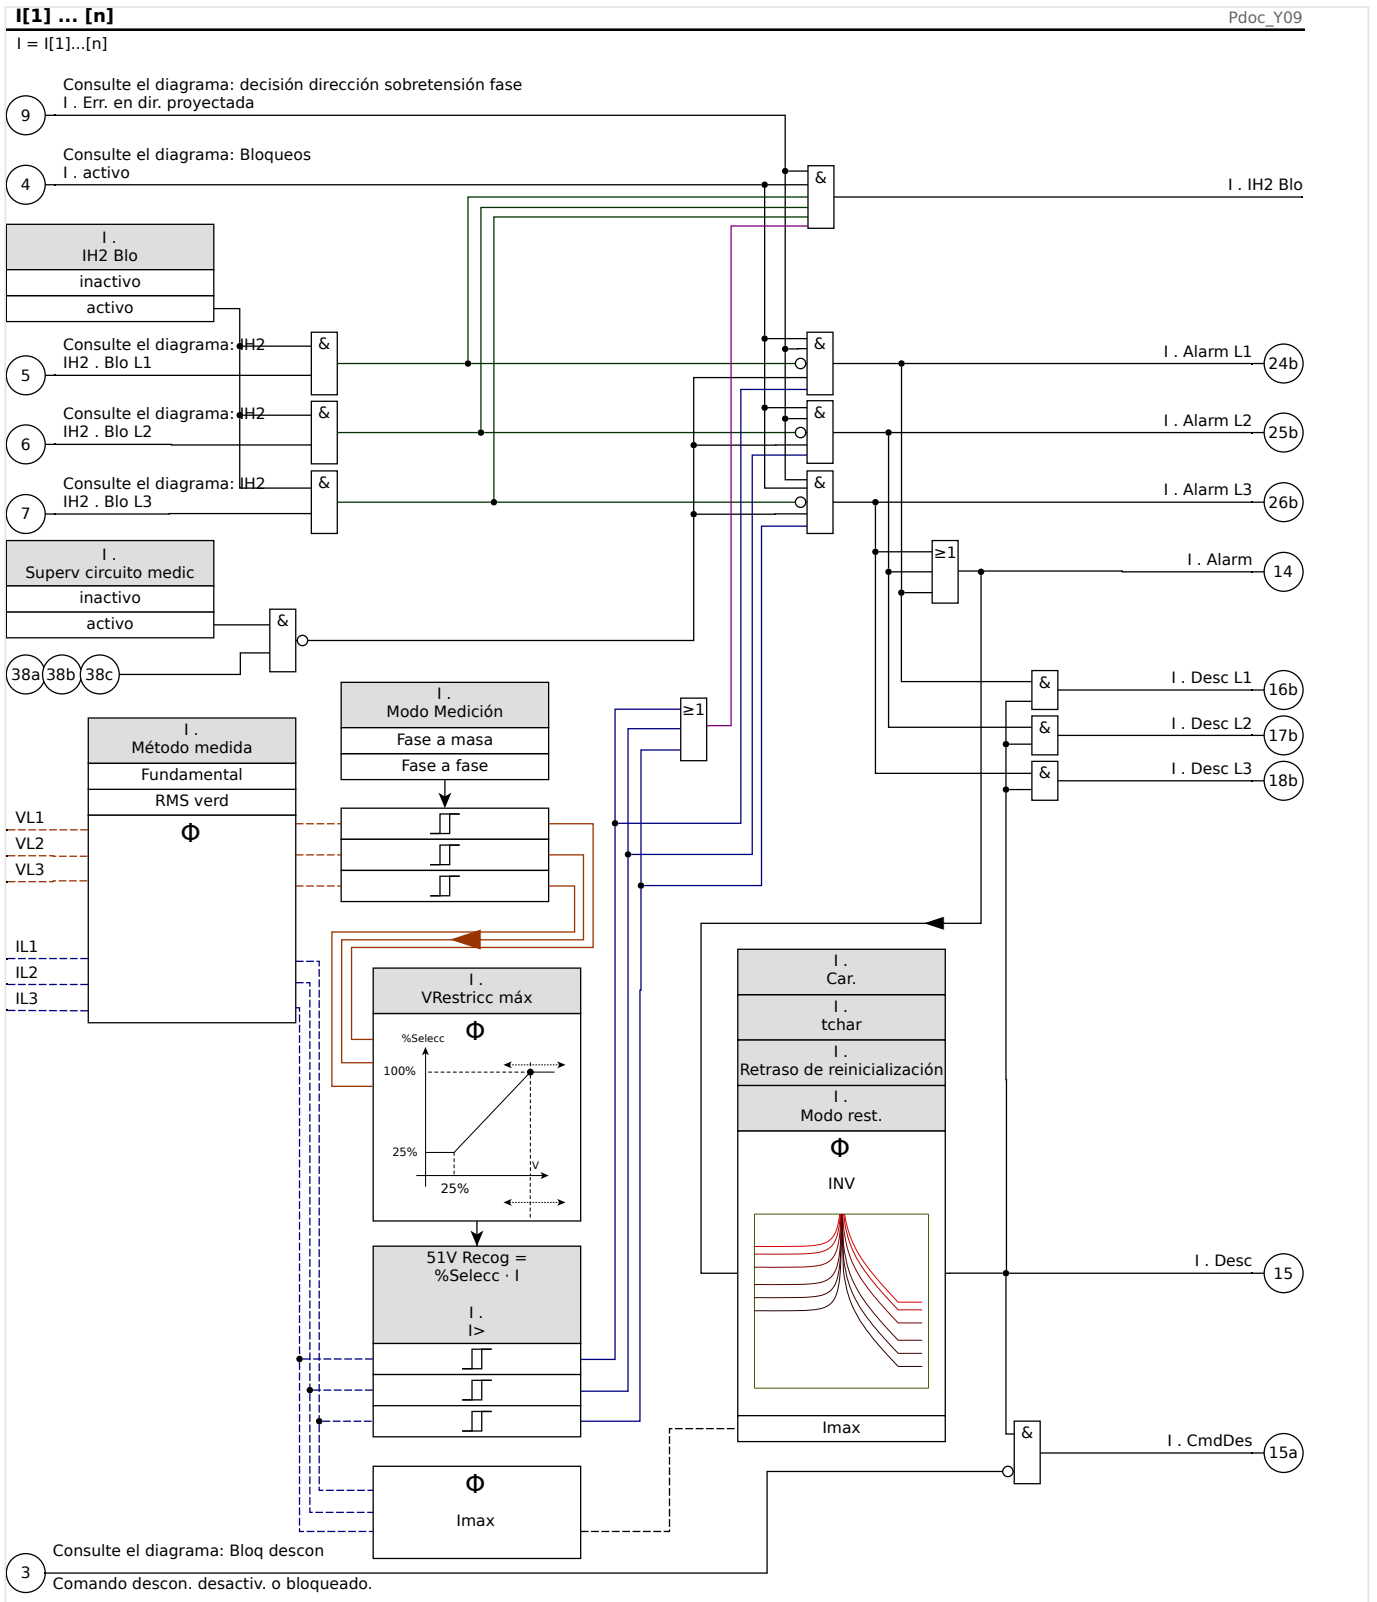 I[1] ... [n]
Pdoc_Y09
I = I[1]...[n]
Consulte el diagrama: decisión dirección sobretensión fase
I . Err. en dir. proyectada
9
Consulte el diagrama: Bloqueos
I . activo
4
&
I . IH2 Blo
I .
IH2 Blo
inactivo
activo
Consulte el diagrama: IH2
IH2 . Blo L1
5
&
&
I . Alarm L1
24b
Consulte el diagrama: IH2
IH2 . Blo L2
6
&
&
I . Alarm L2
25b
Consulte el diagrama: IH2
IH2 . Blo L3
7
&
&
I . Alarm L3
26b
I .
Superv circuito medic
inactivo
activo
&
≥1
I . Alarm
14
38a
38b
38c
&
I . Desc L1
16b
&
I . Desc L2
17b
&
I . Desc L3
18b
I .
Modo Medición
Fase a masa
Fase a fase
≥1
I .
Método medida
Fundamental
RMS verd
Φ
VL1
VL2
VL3
IL1
IL2
IL3
I .
VRestricc máx
Φ
%Selecc
100%
25%
V
25%
I .
Car.
I .
tchar
I .
Retraso de reinicialización
I .
Modo rest.
Φ
INV
Imax
51V Recog =
%Selecc · I
I .
I>
I . Desc
15
&
I . CmdDes
15a
Φ
Imax
Consulte el diagrama: Bloq descon
3
Comando descon. desactiv. o bloqueado.